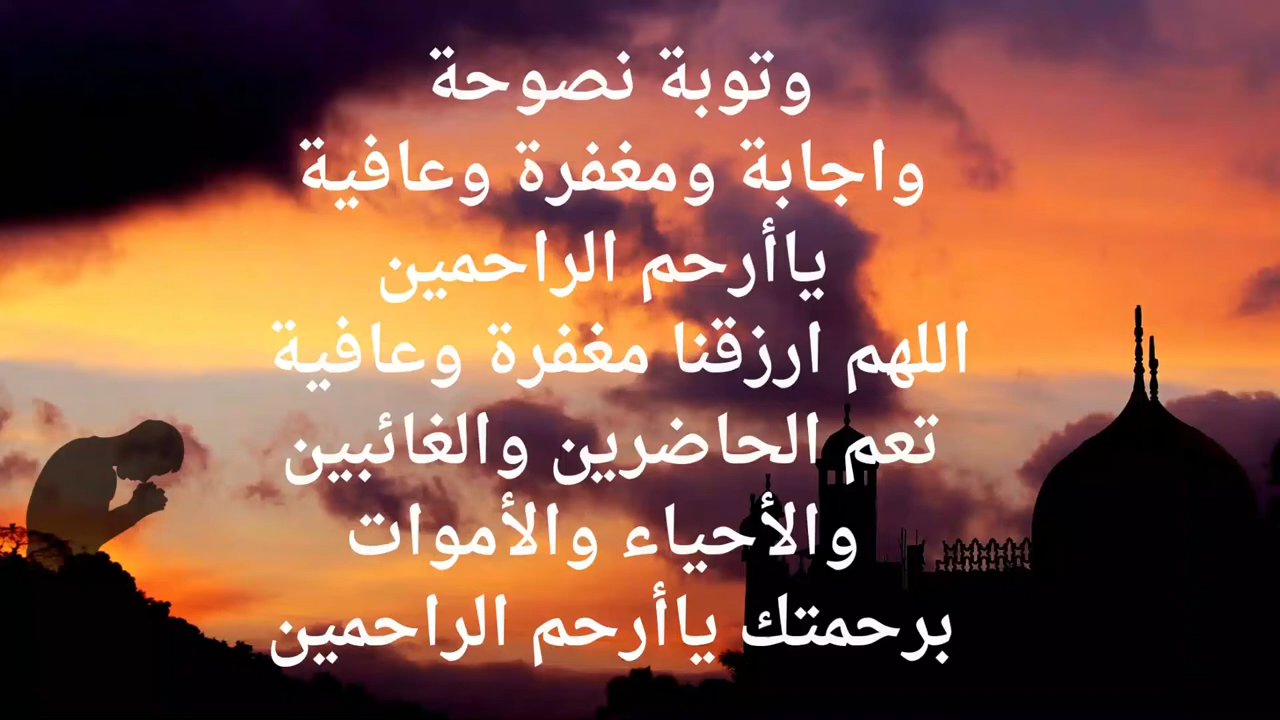 وتوبة نصوحة
واجابة ومغفرة وعافية
ياأرحم الراحمين
اللهم ارزقنا مغفرة وعافية
تعم الحاضرين والغائبين
والأحياء والأموات
برحمتك ياأرحم الراحمين